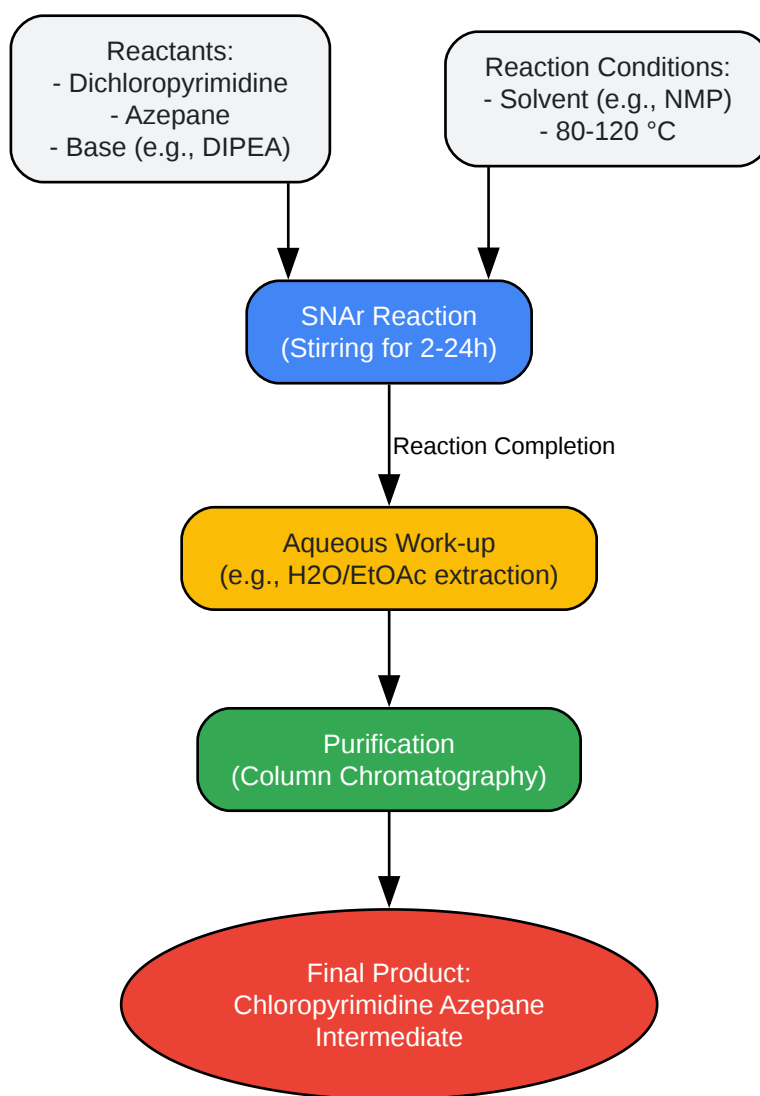 Reactants:
- Dichloropyrimidine
- Azepane
- Base (e.g., DIPEA)
Reaction Conditions:
- Solvent (e.g., NMP)
- 80-120 °C
SNAr Reaction
(Stirring for 2-24h)
Reaction Completion
Aqueous Work-up
(e.g., H2O/EtOAc extraction)
Purification
(Column Chromatography)
Final Product:
Chloropyrimidine Azepane
Intermediate